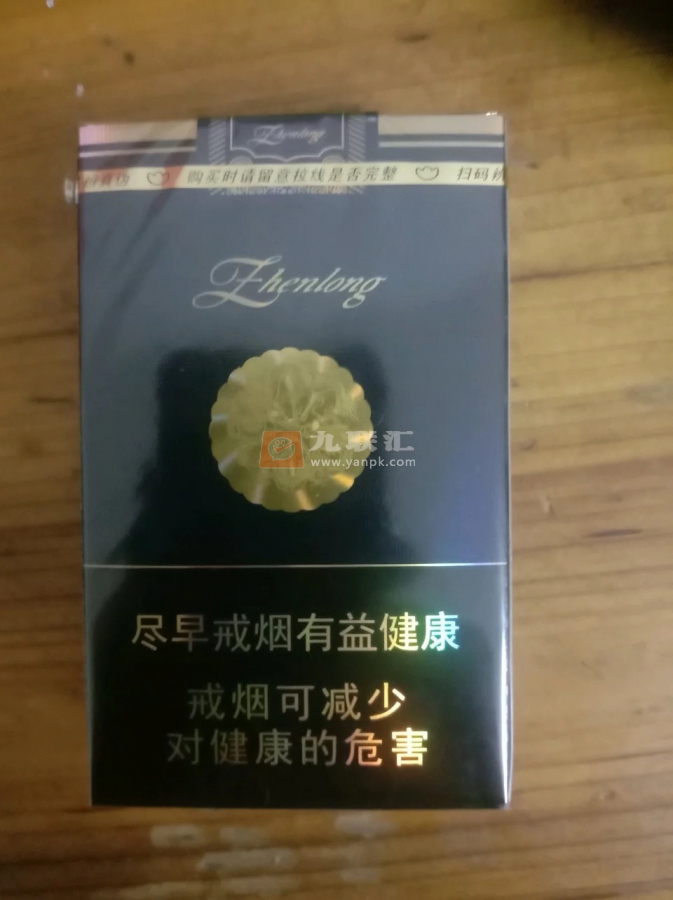 Zhenlong
购买时请留意拉线是否完整
扫码
Zhenlong
九联汇
www.yanpk.com
尽早戒烟有益健康
戒烟可减少
对健康的危害